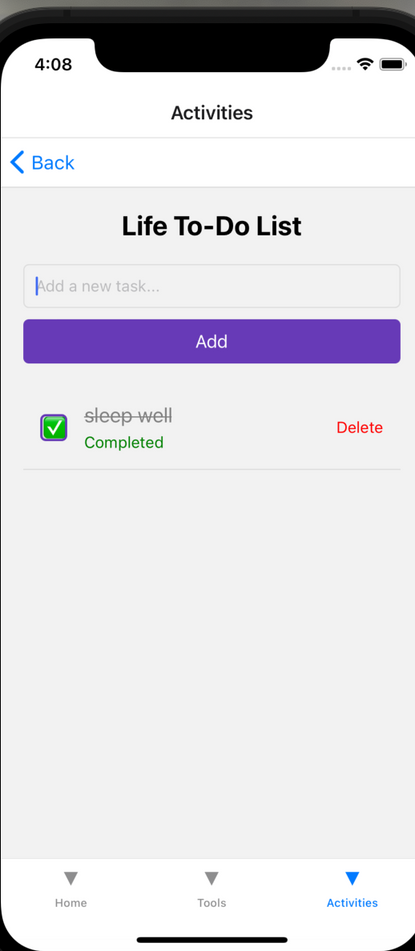 4:08
Activities
Back
Life To-Do List
Add a new task...
Add
sleep well
Completed
Delete
Home
Tools
Activities